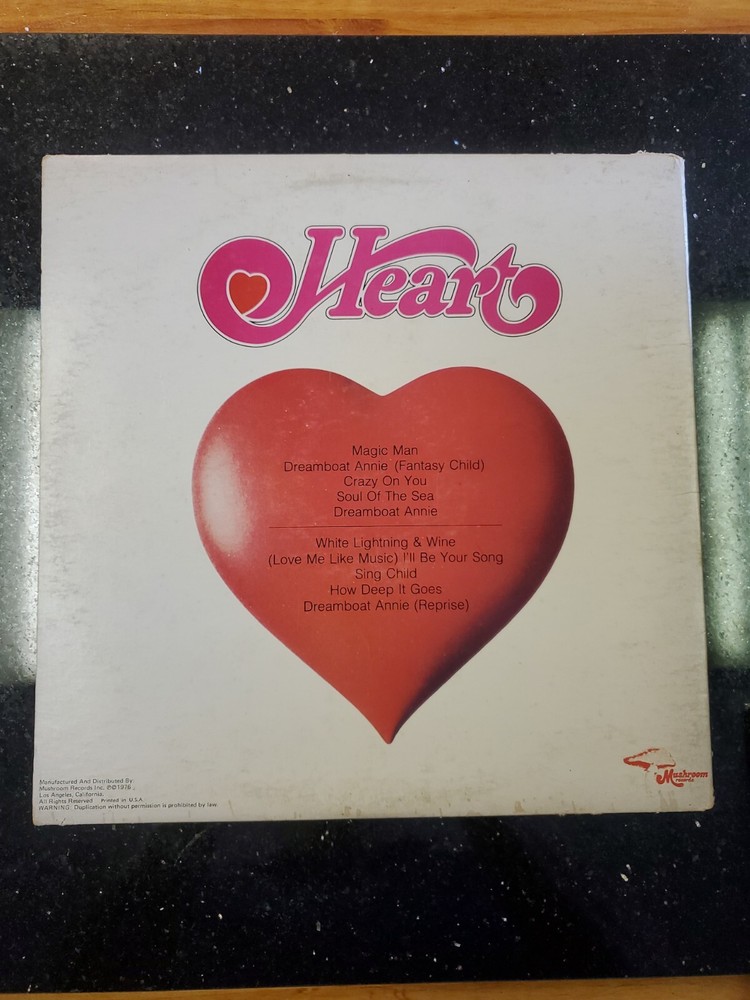 Heart
Magic Man
Dreamboat Annie (Fantasy Child)
Crazy On You
Soul Of The Sea
Dreamboat Annie
White Lightning & Wine
(Love Me Like Music) I'll Be Your Song
Sing Child
How Deep It Goes
Dreamboat Annie (Reprise)
Manufactured And Distributed By:
Mushroom Records Inc. ℗©1976
Los Angeles, California.
All Rights Reserved Printed in U.S.A.
WARNING: Duplication without permission is prohibited by law.
Mushroom
records